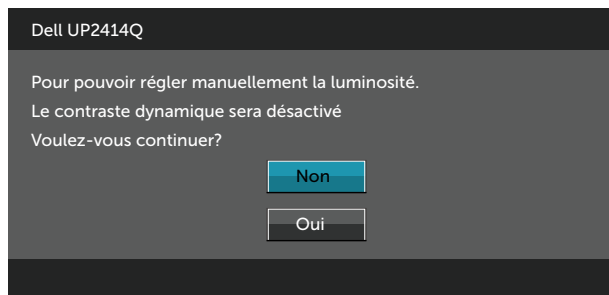 Dell UP2414Q
Pour pouvoir régler manuellement la luminosité.
Le contraste dynamique sera désactivé
Voulez-vous continuer?
Non
Oui